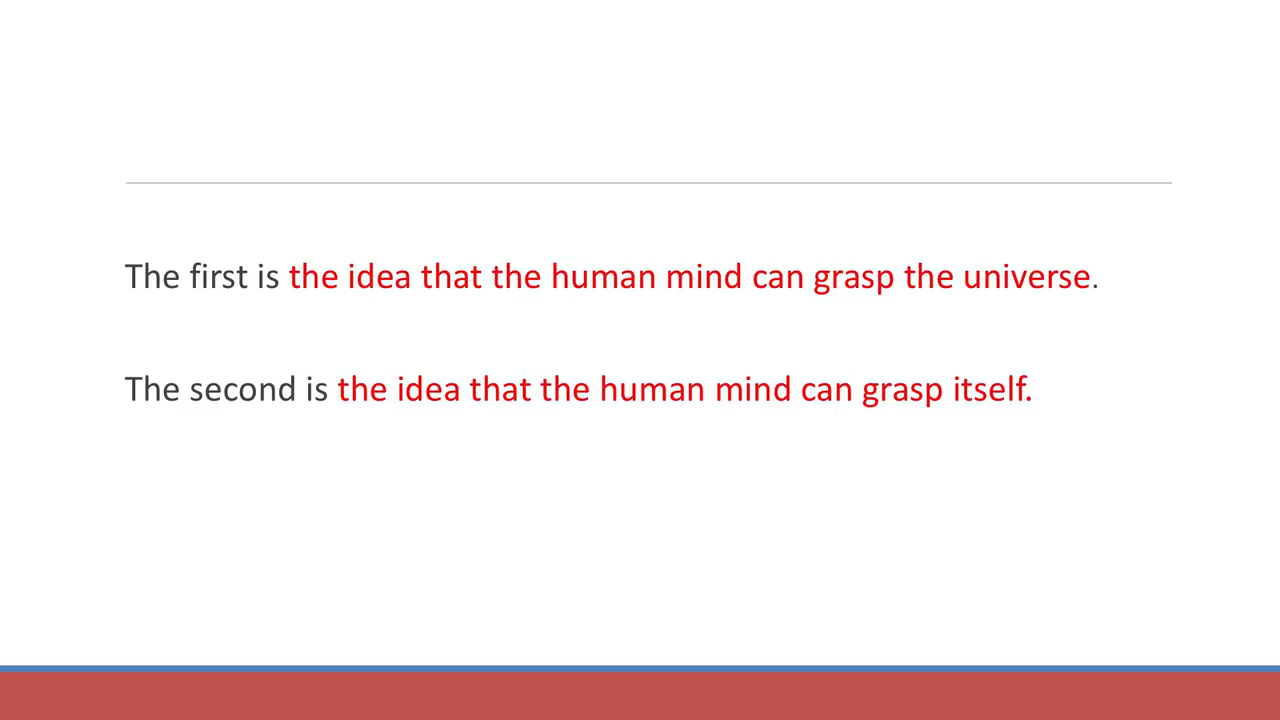 The first is the idea that the human mind can grasp the universe.
The second is the idea that the human mind can grasp itself.